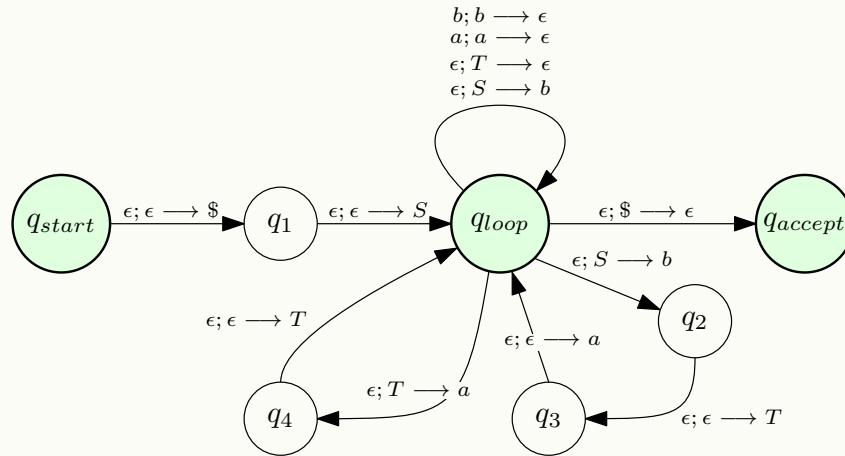 b; b ⟶ ϵ
a; a ⟶ ϵ
ϵ; T ⟶ ϵ
ϵ; S ⟶ b
q_start
ϵ; ϵ ⟶ $
q_1
ϵ; ϵ ⟶ S
q_loop
ϵ; $ ⟶ ϵ
q_accept
ϵ; S ⟶ b
q_2
ϵ; ϵ ⟶ T
ϵ; ϵ ⟶ a
ϵ; T ⟶ a
q_4
q_3
ϵ; ϵ ⟶ T